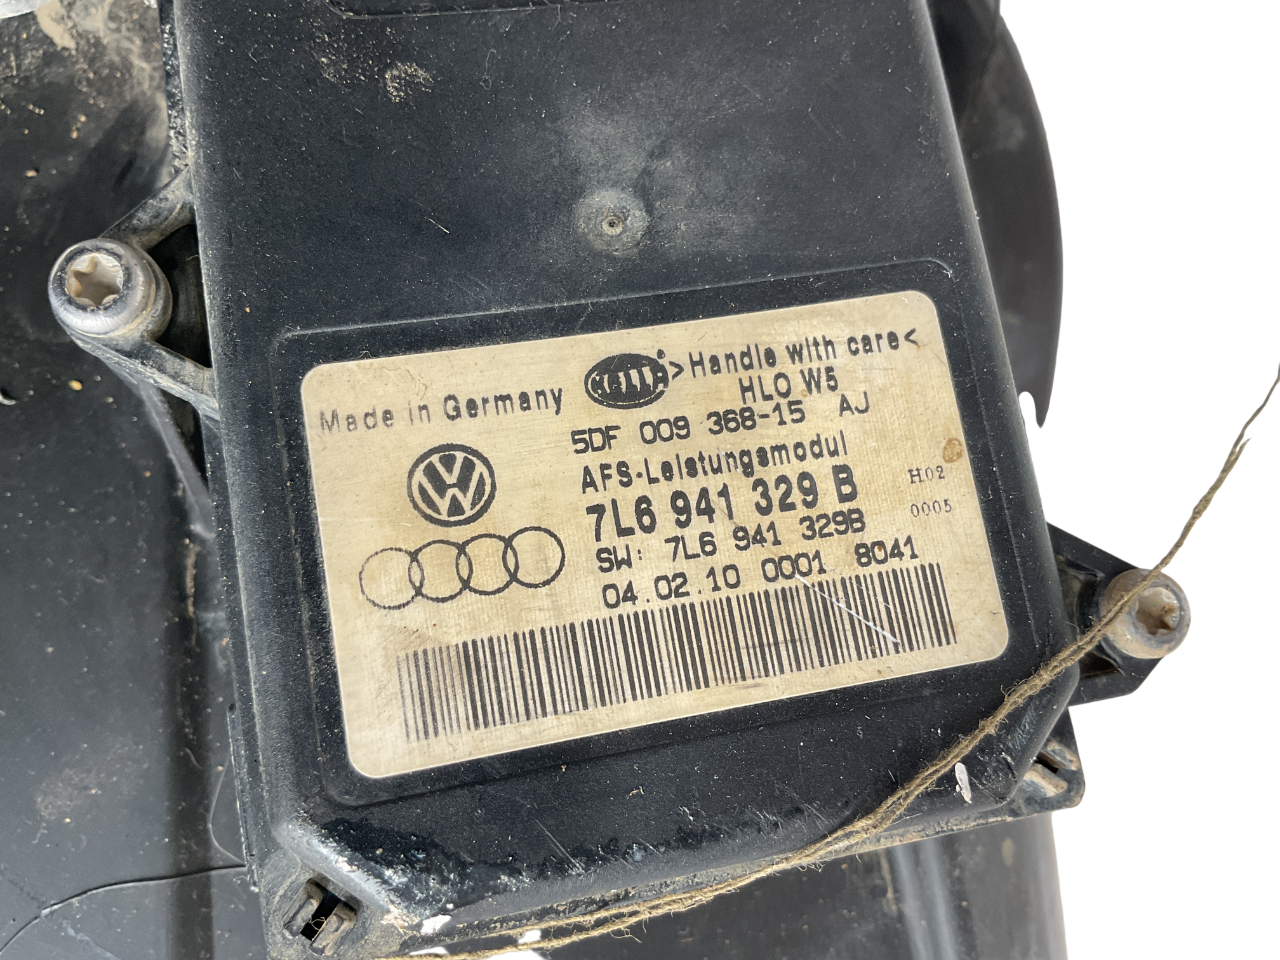 Made in Germany HELLA ® >Handle with care<
HLO W5
5DF 009 368-15 AJ
AFS-Leistungsmodul
7L6 941 329 B H02
SW: 7L6 941 329B 0005
04.02.10 0001 8041